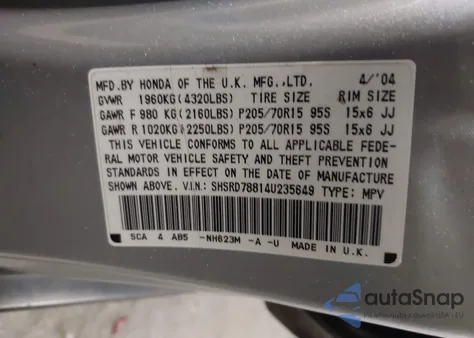 MFD.BY HONDA OF THE U.K. MFG.,LTD. 4/'04
GVWR 1960KG(4320LBS) TIRE SIZE RIM SIZE
GAWR F 980 KG(2160LBS) P205/70R15 95S 15x6 JJ
GAWR R 1020KG(2250LBS) P205/70R15 95S 15x6 JJ
THIS VEHICLE CONFORMS TO ALL APPLICABLE FEDE-
RAL MOTOR VEHICLE SAFETY AND THEFT PREVENTION
STANDARDS IN EFFECT ON THE DATE OF MANUFACTURE
SHOWN ABOVE. V.I.N.: SHSRD78814U235649 TYPE: MPV
SCA 4 AB5 -NH623M -A -U MADE IN U.K.
autoSnap